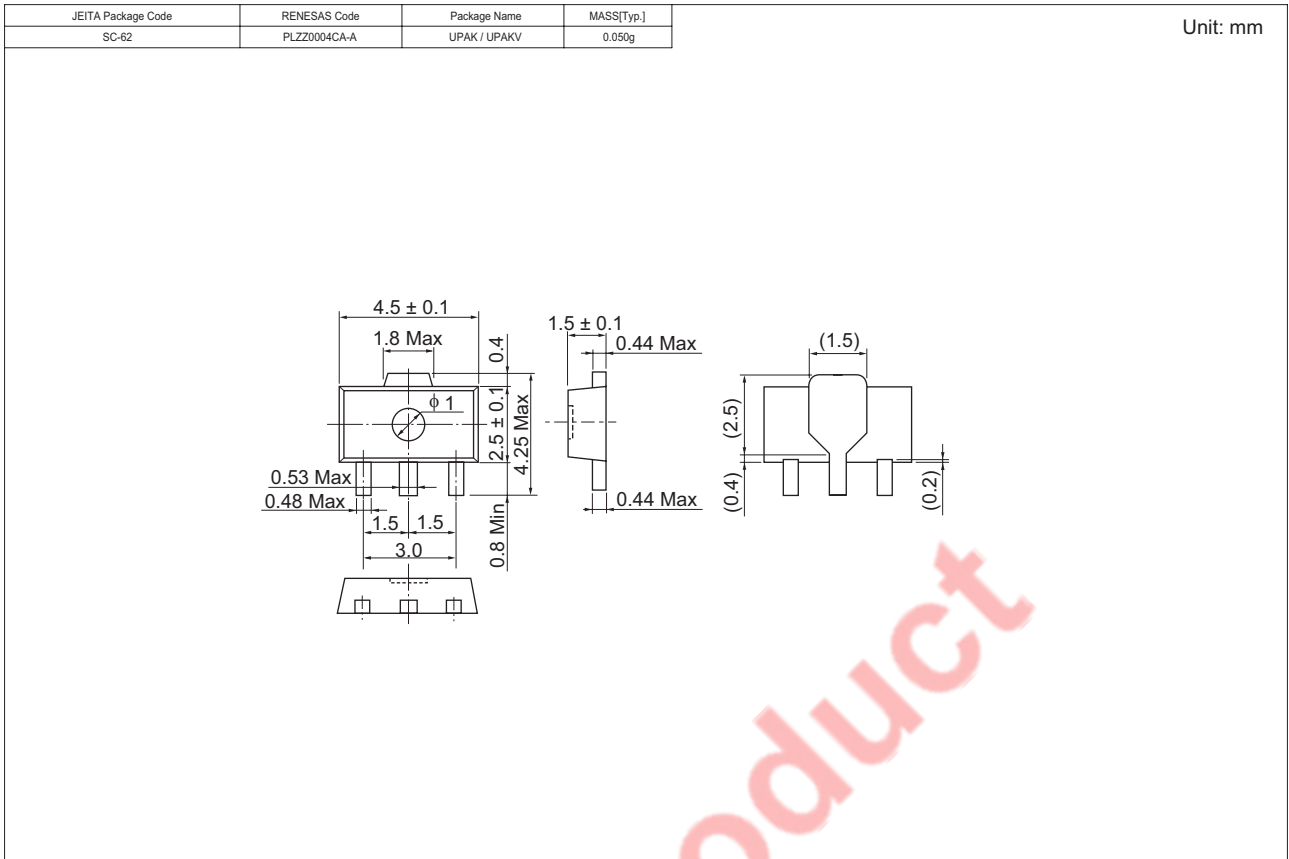 JEITA Package Code RENESAS Code Package Name MASS[Typ.]
SC-62 PLZZ0004CA-A UPAK / UPAKV 0.050g
Unit: mm
4.5 ± 0.1
1.8 Max
0.4
ϕ 1
2.5 ± 0.1
4.25 Max
0.53 Max
0.48 Max
1.5 1.5
3.0
0.8 Min
1.5 ± 0.1
0.44 Max
0.44 Max
(1.5)
(2.5)
(0.4)
(0.2)
oduct